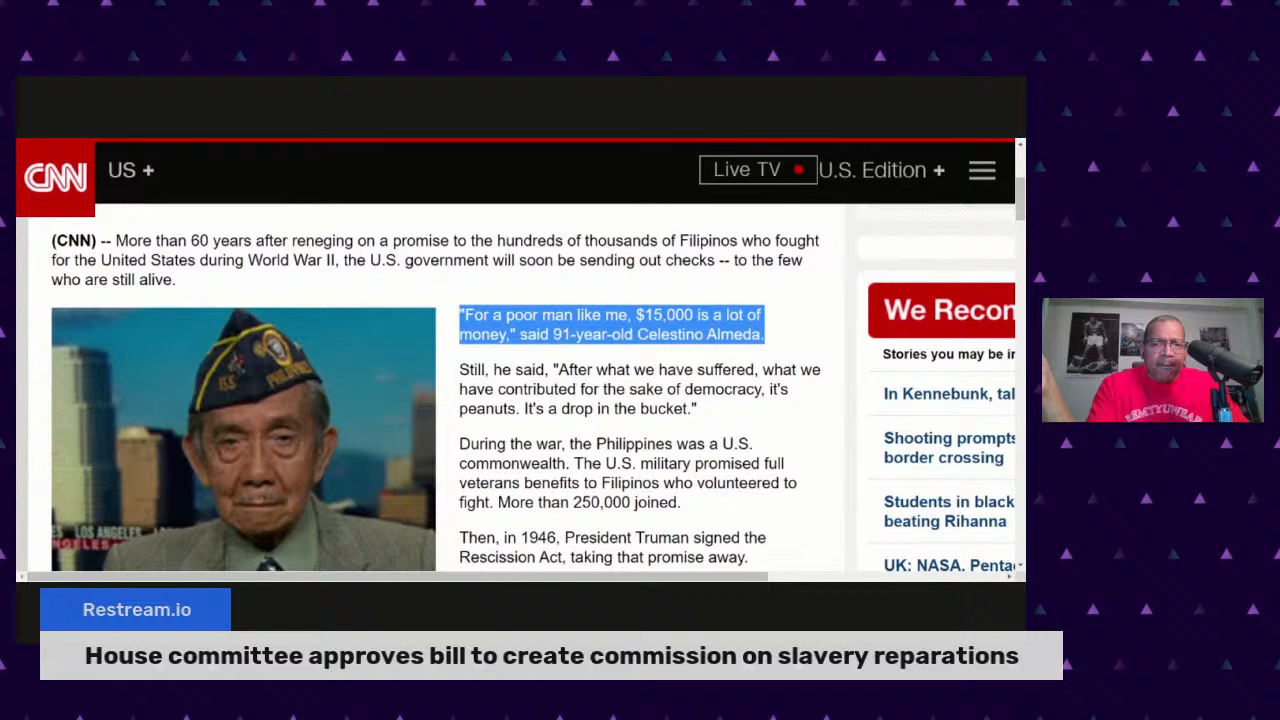 CNN
US +
Live TV
U.S. Edition +
(CNN) -- More than 60 years after reneging on a promise to the hundreds of thousands of Filipinos who fought
for the United States during World War II, the U.S. government will soon be sending out checks -- to the few
who are still alive.
"For a poor man like me, $15,000 is a lot of
money," said 91-year-old Celestino Almeda.
Still, he said, "After what we have suffered, what we
have contributed for the sake of democracy, it's
peanuts. It's a drop in the bucket."
During the war, the Philippines was a U.S.
commonwealth. The U.S. military promised full
veterans benefits to Filipinos who volunteered to
fight. More than 250,000 joined.
Then, in 1946, President Truman signed the
Rescission Act, taking that promise away.
LOS ANGELES
We Recon
Stories you may be in
In Kennebunk, tal
Shooting prompts
border crossing
Students in black
beating Rihanna
UK: NASA, Penta
Restream.io
House committee approves bill to create commission on slavery reparations